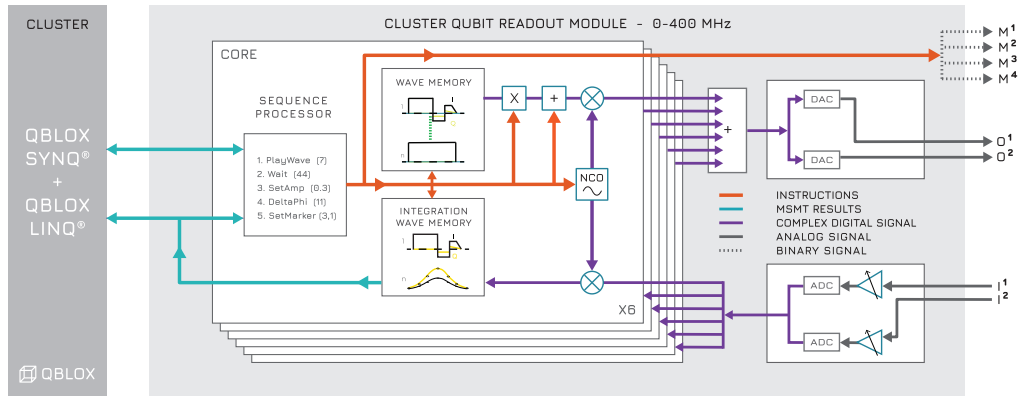 CLUSTER
CLUSTER QUBIT READOUT MODULE - 0-400 MHz
CORE
M1
M2
M3
M4
WAVE MEMORY
1
I
Q
n
X
+
SEQUENCE
PROCESSOR
1. PlayWave (7)
2. Wait (44)
3. SetAmp (0.3)
4. DeltaPhi (11)
5. SetMarker (3,1)
QBLOX
SYNQ®
+
QBLOX
LINQ®
NCO
+
DAC
DAC
O1
O2
INSTRUCTIONS
MSMT RESULTS
COMPLEX DIGITAL SIGNAL
ANALOG SIGNAL
BINARY SIGNAL
INTEGRATION
WAVE MEMORY
1
I
Q
n
X6
ADC
ADC
I1
I2
QBLOX